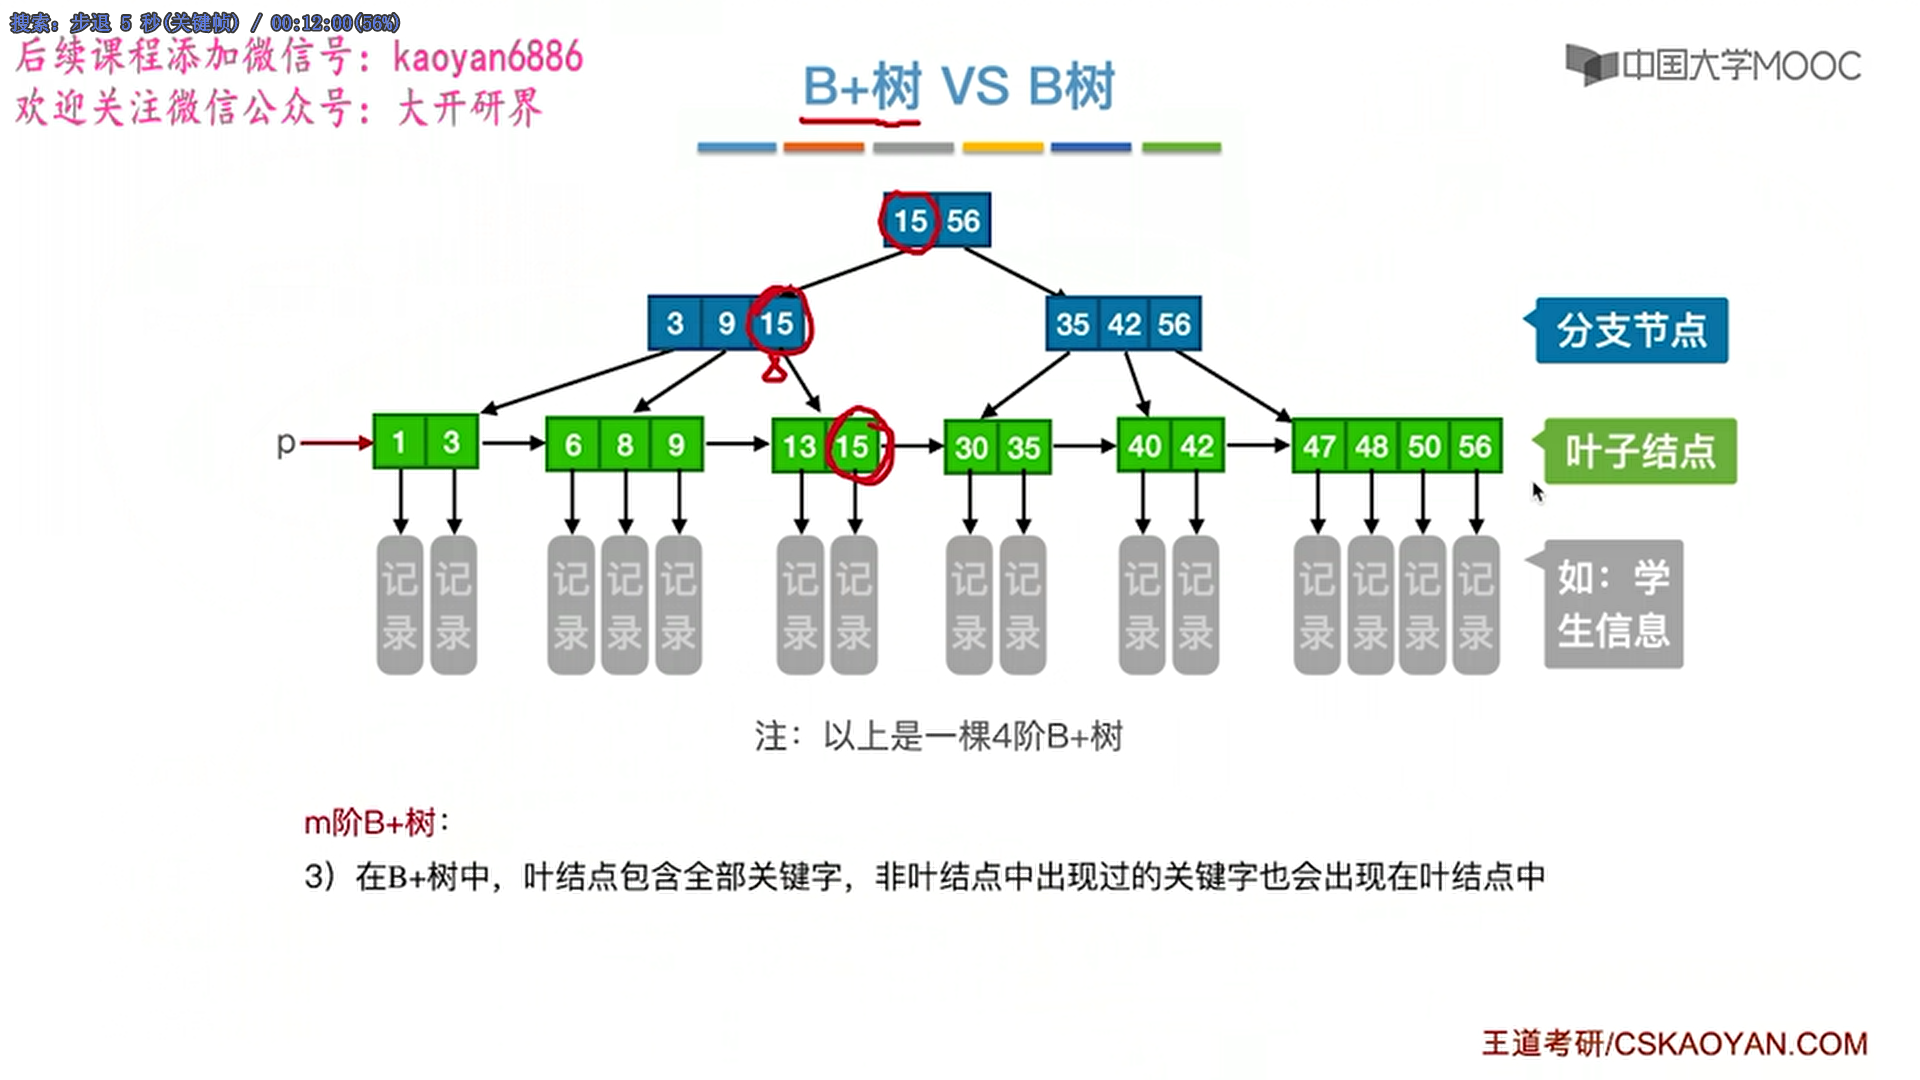 搜索: 步退 5 秒(关键帧) / 00:12:00(56%)
后续课程添加微信号：kaoyan6886
欢迎关注微信公众号：大开研界
中国大学MOOC
B+树 VS B树
15 56
3 9 15
35 42 56
分支节点
p
1 3
6 8 9
13 15
30 35
40 42
47 48 50 56
叶子结点
记录 记录
记录 记录 记录
记录 记录
记录 记录
记录 记录
记录 记录 记录 记录
如：学
生信息
注：以上是一棵4阶B+树
m阶B+树：
3）在B+树中，叶结点包含全部关键字，非叶结点中出现过的关键字也会出现在叶结点中
王道考研/CSKAOYAN.COM